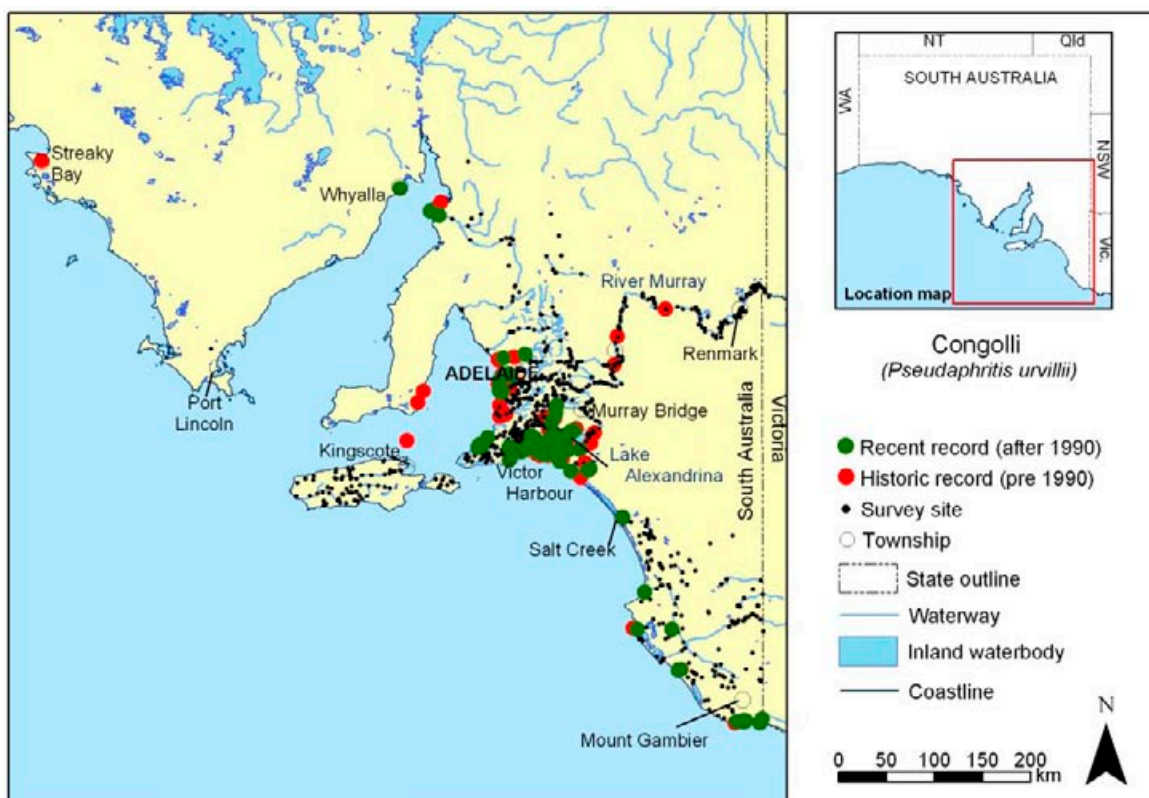 Streaky
Bay
Whyalla
River Murray
Renmark
ADELAIDE
Port
Lincoln
Murray Bridge
Kingscote
Lake
Alexandrina
Victor
Harbour
Salt Creek
Mount Gambier
South Australia
Victoria
NT
Qld
SOUTH AUSTRALIA
WA
NSW
Vic.
Location map
Congolli
(Pseudaphritis urvillii)
Recent record (after 1990)
Historic record (pre 1990)
Survey site
Township
State outline
Waterway
Inland waterbody
Coastline
N
0 50 100 150 200
km